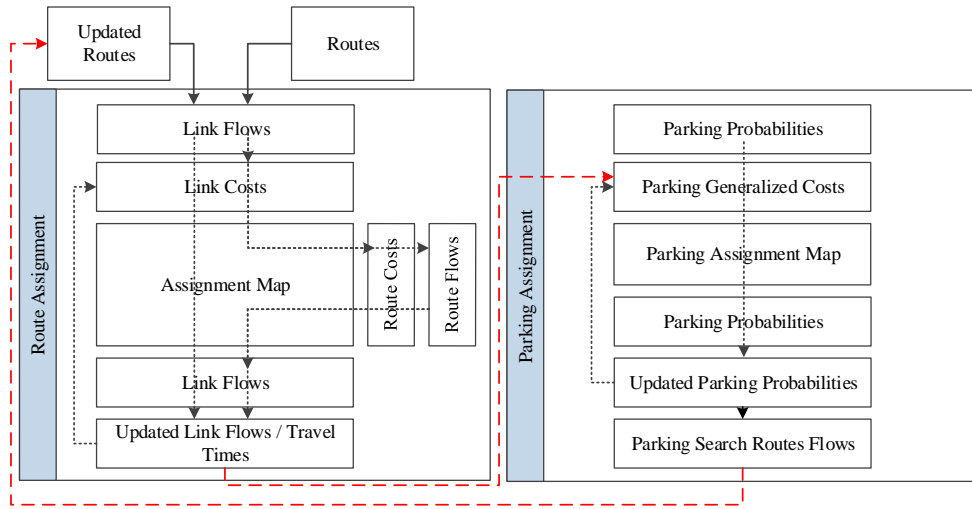 Updated
Routes
Routes
Route Assignment
Link Flows
Link Costs
Assignment Map
Route Costs
Route Flows
Link Flows
Updated Link Flows / Travel
Times
Parking Assignment
Parking Probabilities
Parking Generalized Costs
Parking Assignment Map
Parking Probabilities
Updated Parking Probabilities
Parking Search Routes Flows